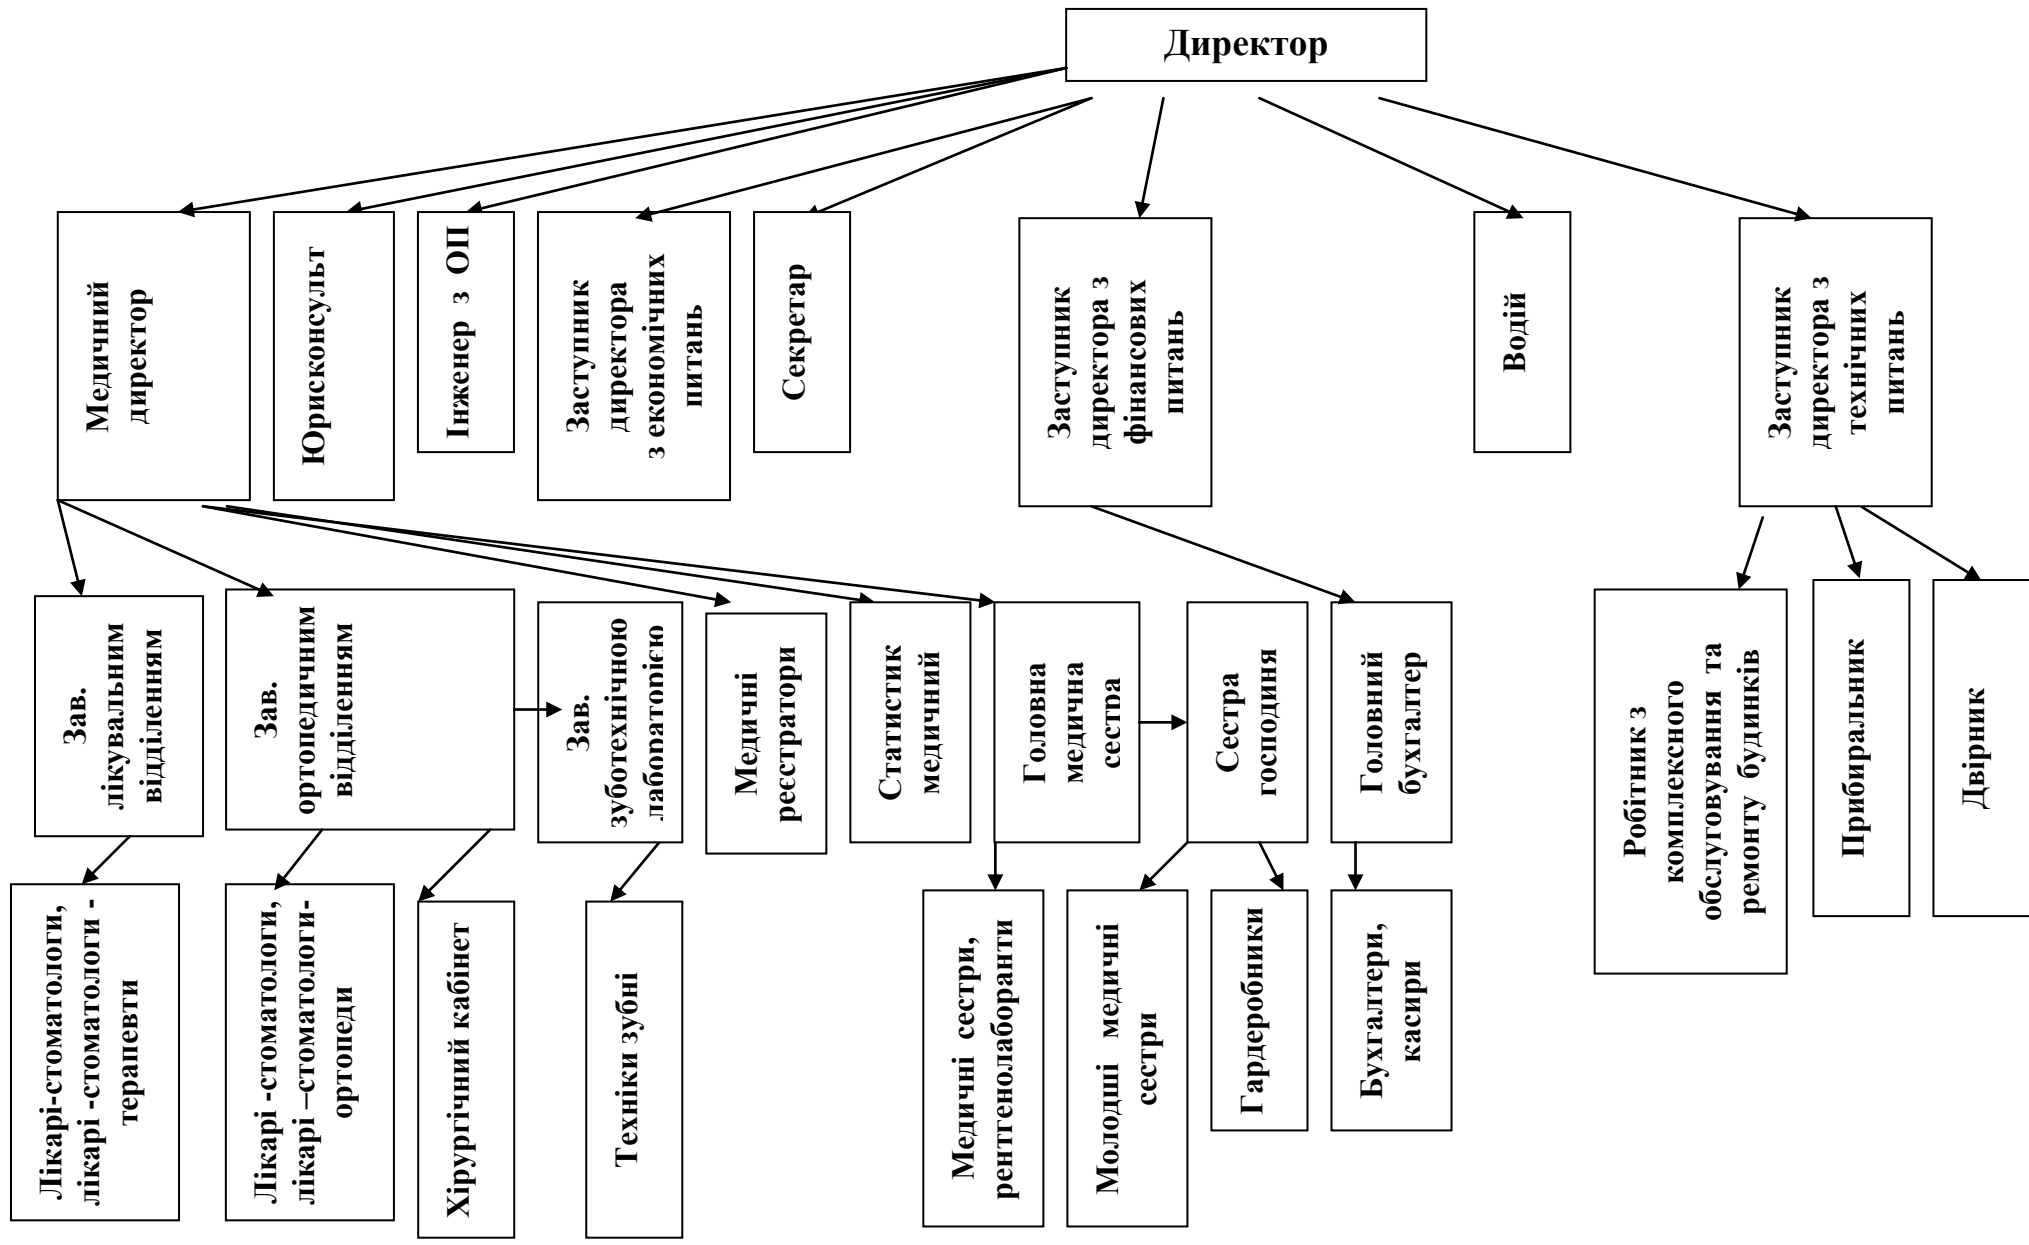 Директор
Медичний
директор
Юрисконсульт
Інженер з ОП
Заступник
директора
з економічних
питань
Секретар
Заступник
директора з
фінансових
питань
Водій
Заступник
директора з
технічних
питань
Зав.
лікувальним
відділенням
Зав.
ортопедичним
відділенням
Зав.
зуботехнічною
лабораторією
Медичні
реєстратори
Статистик
медичний
Головна
медична
сестра
Сестра
господиня
Головний
бухгалтер
Робітник з
комплексного
обслуговування та
ремонту будинків
Прибиральник
Двірник
Лікарі-стоматологи,
лікарі -стоматологи -
терапевти
Лікарі -стоматологи,
лікарі –стоматологи-
ортопеди
Хірургічний кабінет
Техніки зубні
Медичні сестри,
рентгенолаборанти
Молодші медичні
сестри
Гардеробники
Бухгалтери,
касири